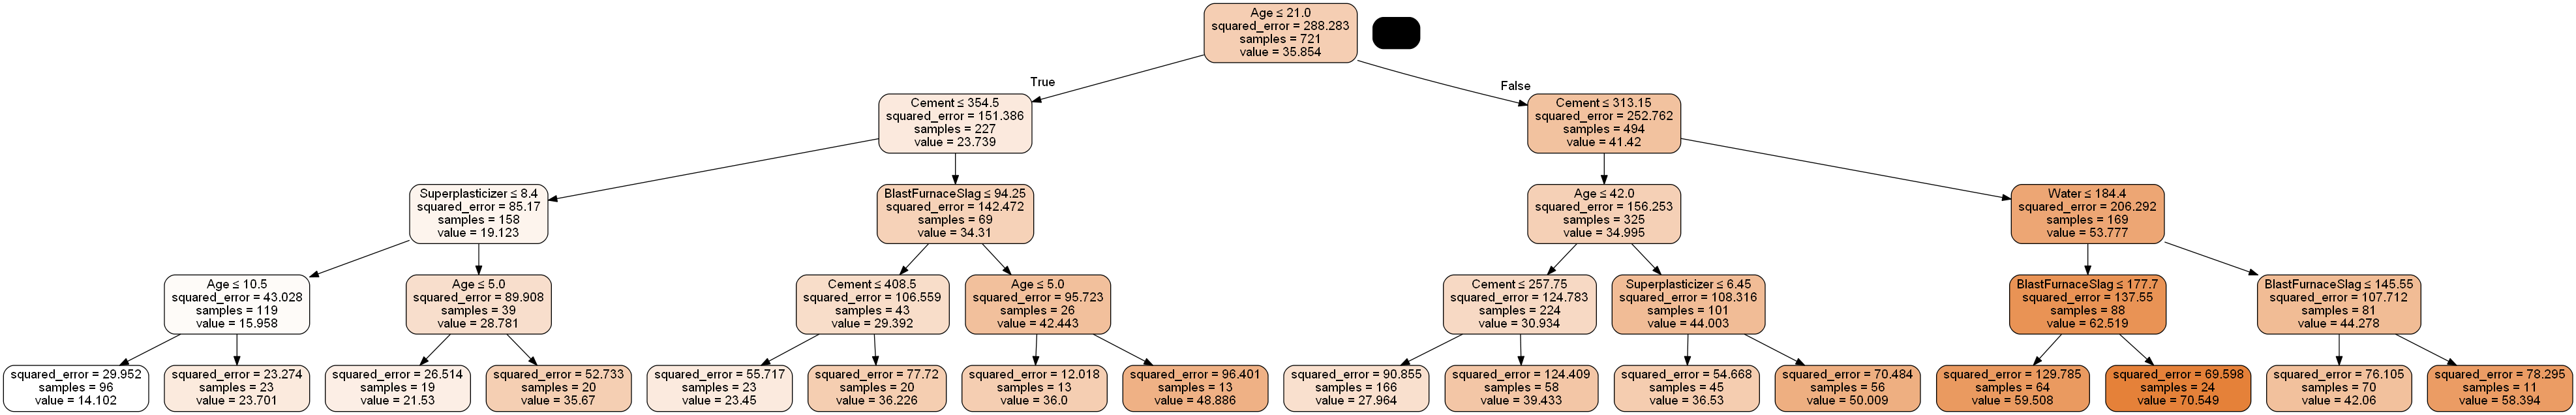 Age ≤ 21.0
squared_error = 288.283
samples = 721
value = 35.854
True
False
Cement ≤ 354.5
squared_error = 151.386
samples = 227
value = 23.739
Cement ≤ 313.15
squared_error = 252.762
samples = 494
value = 41.42
Superplasticizer ≤ 8.4
squared_error = 85.17
samples = 158
value = 19.123
BlastFurnaceSlag ≤ 94.25
squared_error = 142.472
samples = 69
value = 34.31
Age ≤ 42.0
squared_error = 156.253
samples = 325
value = 34.995
Water ≤ 184.4
squared_error = 206.292
samples = 169
value = 53.777
Age ≤ 10.5
squared_error = 43.028
samples = 119
value = 15.958
Age ≤ 5.0
squared_error = 89.908
samples = 39
value = 28.781
Cement ≤ 408.5
squared_error = 106.559
samples = 43
value = 29.392
Age ≤ 5.0
squared_error = 95.723
samples = 26
value = 42.443
Cement ≤ 257.75
squared_error = 124.783
samples = 224
value = 30.934
Superplasticizer ≤ 6.45
squared_error = 108.316
samples = 101
value = 44.003
BlastFurnaceSlag ≤ 177.7
squared_error = 137.55
samples = 88
value = 62.519
BlastFurnaceSlag ≤ 145.55
squared_error = 107.712
samples = 81
value = 44.278
squared_error = 29.952
samples = 96
value = 14.102
squared_error = 23.274
samples = 23
value = 23.701
squared_error = 26.514
samples = 19
value = 21.53
squared_error = 52.733
samples = 20
value = 35.67
squared_error = 55.717
samples = 23
value = 23.45
squared_error = 77.72
samples = 20
value = 36.226
squared_error = 12.018
samples = 13
value = 36.0
squared_error = 96.401
samples = 13
value = 48.886
squared_error = 90.855
samples = 166
value = 27.964
squared_error = 124.409
samples = 58
value = 39.433
squared_error = 54.668
samples = 45
value = 36.53
squared_error = 70.484
samples = 56
value = 50.009
squared_error = 129.785
samples = 64
value = 59.508
squared_error = 69.598
samples = 24
value = 70.549
squared_error = 76.105
samples = 70
value = 42.06
squared_error = 78.295
samples = 11
value = 58.394